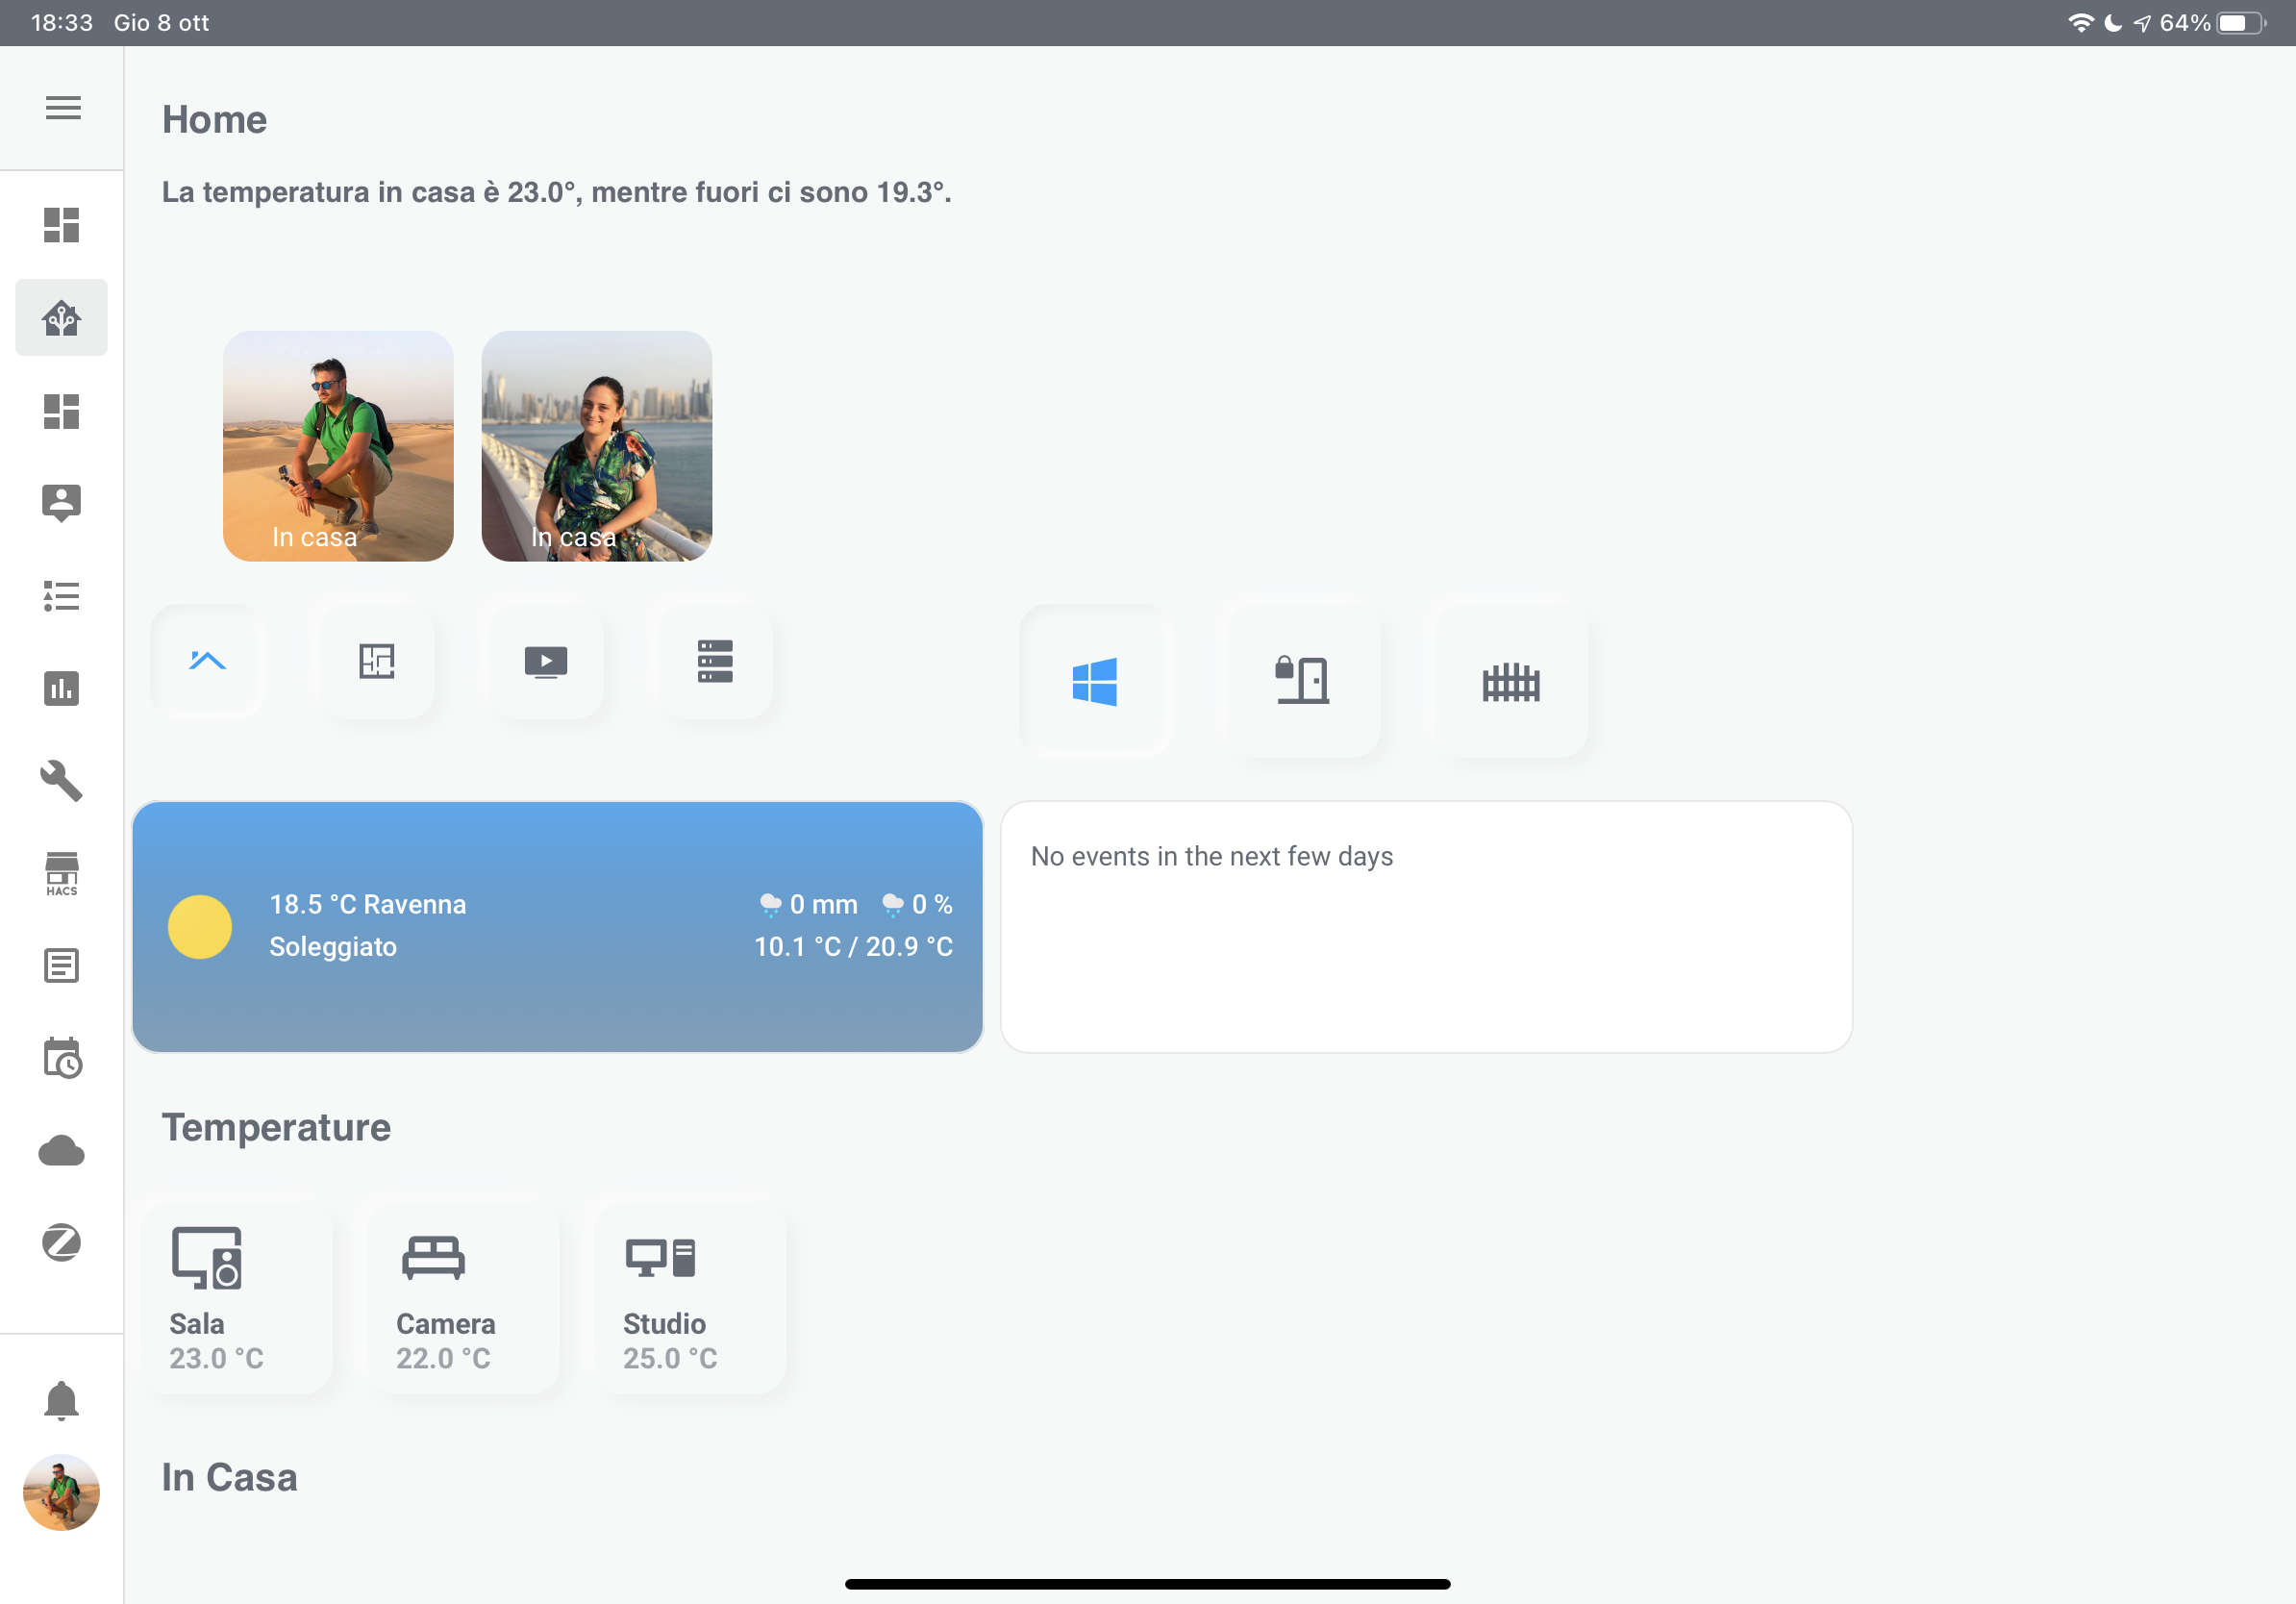 18:33 Gio 8 ott 64%
Home
La temperatura in casa è 23.0°, mentre fuori ci sono 19.3°.
In casa
In casa
HACS
18.5 °C Ravenna
Soleggiato
0 mm 0 %
10.1 °C / 20.9 °C
No events in the next few days
Temperature
Sala
23.0 °C
Camera
22.0 °C
Studio
25.0 °C
In Casa